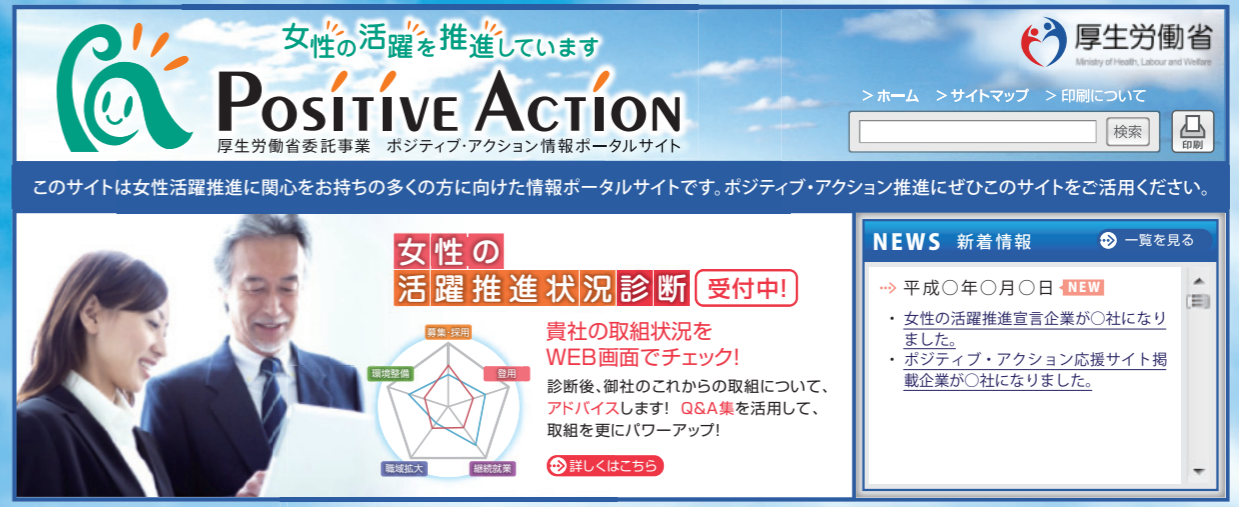 女性の活躍を推進しています
POSITIVE ACTION
厚生労働省委託事業 ポジティブ・アクション情報ポータルサイト
厚生労働省
Ministry of Health, Labour and Welfare
>ホーム >サイトマップ >印刷について
検索
印刷
このサイトは女性活躍推進に関心をお持ちの多くの方に向けた情報ポータルサイトです。ポジティブ・アクション推進にぜひこのサイトをご活用ください。
女性の
活躍推進状況診断 受付中!
募集・採用
環境整備
登用
職域拡大
継続就業
貴社の取組状況を
WEB画面でチェック!
診断後、御社のこれからの取組について、
アドバイスします! Q&A集を活用して、
取組を更にパワーアップ!
詳しくはこちら
NEWS 新着情報
一覧を見る
平成〇年〇月〇日 NEW
・女性の活躍推進宣言企業が〇社になり
ました。
・ポジティブ・アクション応援サイト掲
載企業が〇社になりました。